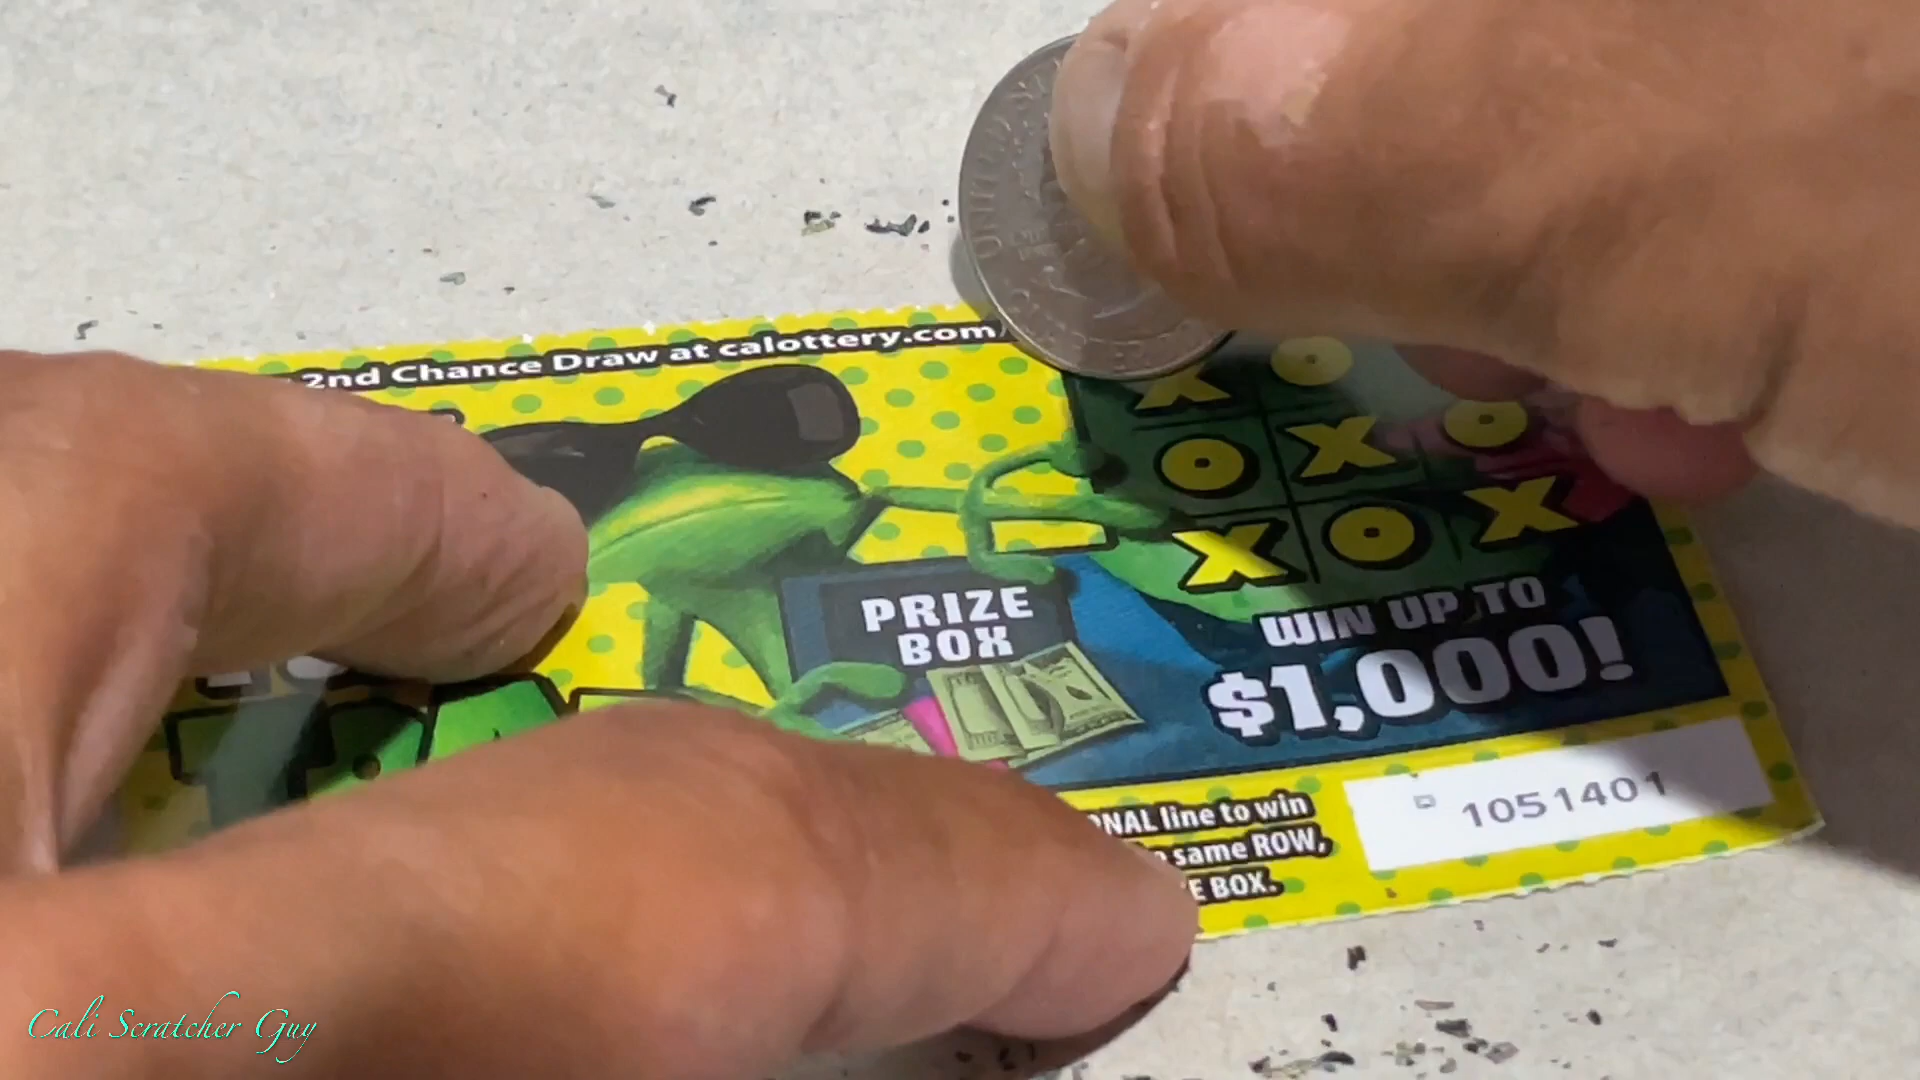 2nd Chance Draw at calottery.com
UNITED
X O
O X O
X O X
PRIZE
BOX
WIN UP TO
$1,000!
line to win
same ROW,
BOX.
1051401
Cali Scratcher Guy